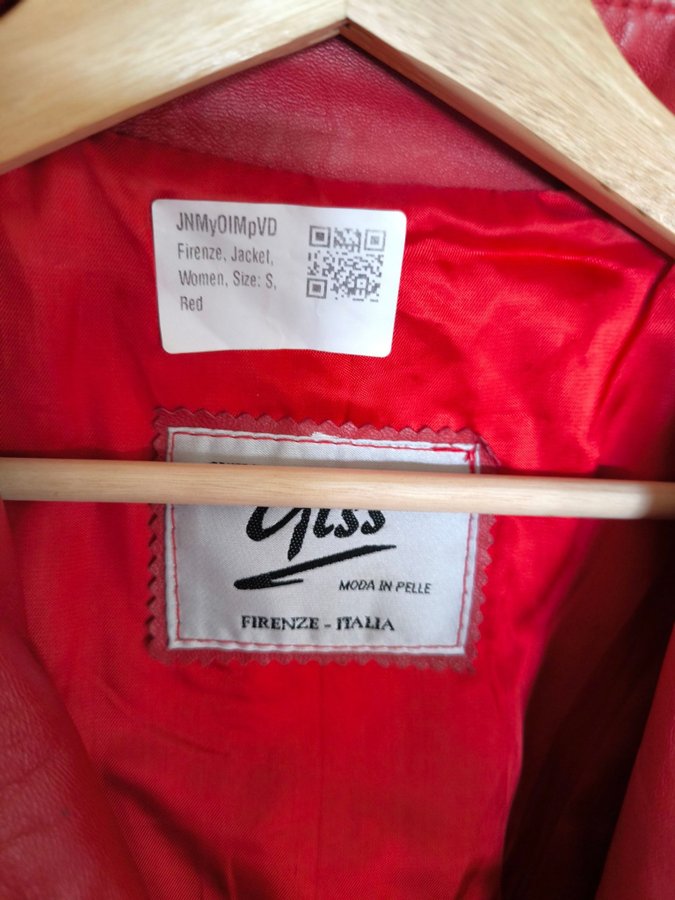 JNMyOIMpVD
Firenze, Jacket,
Women, Size: S,
Red
MODA IN PELLE
FIRENZE - ITALIA